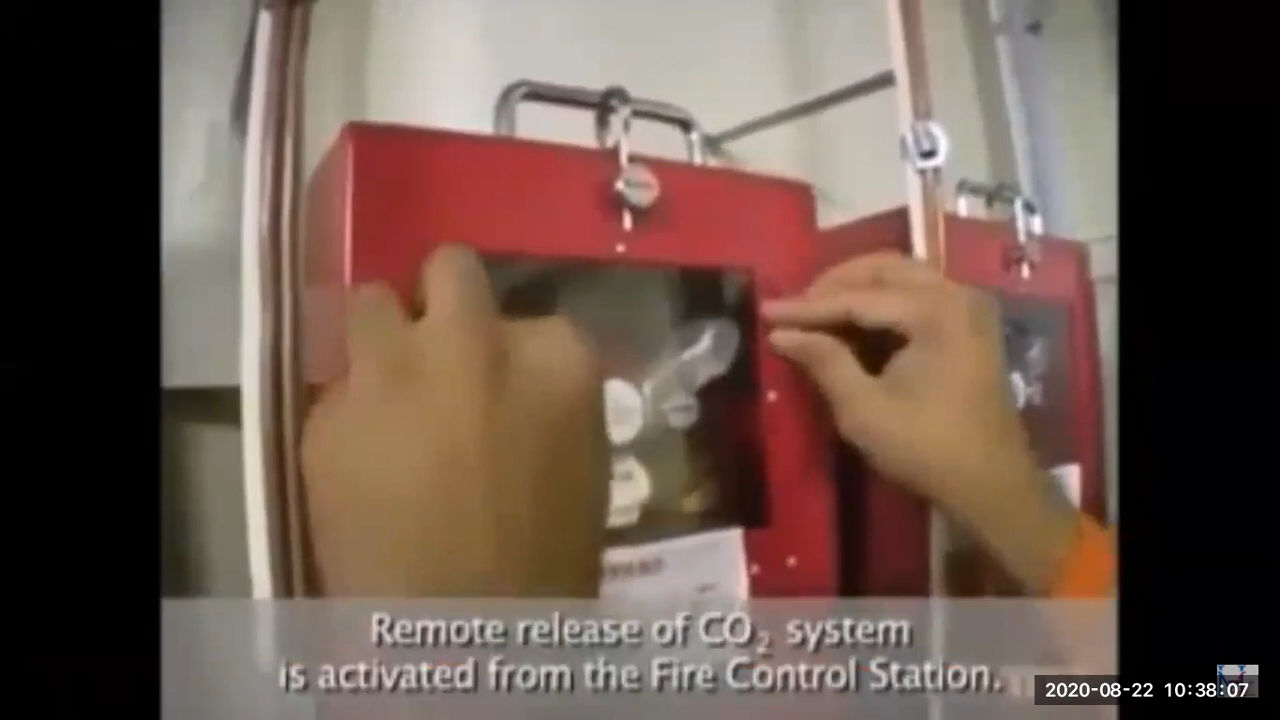 Remote release of CO₂ system
is activated from the Fire Control Station.
2020-08-22 10:38:07